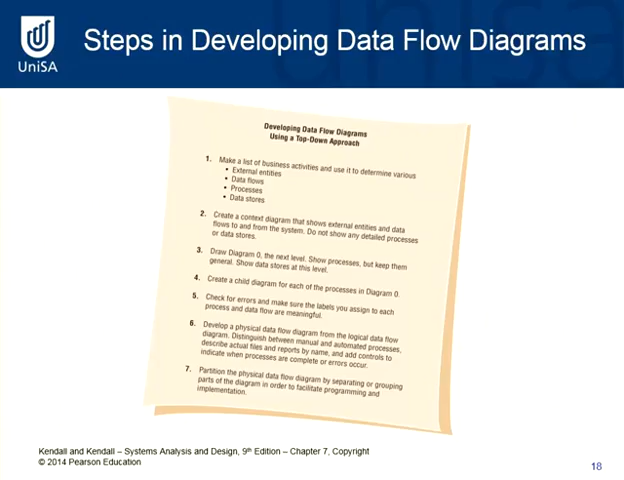 UniSA
Steps in Developing Data Flow Diagrams
Developing Data Flow Diagrams
Using a Top-Down Approach
1. Make a list of business activities and use it to determine various
• External entities
• Data flows
• Processes
• Data stores
2. Create a context diagram that shows external entities and data
flows to and from the system. Do not show any detailed processes
or data stores.
3. Draw Diagram 0, the next level. Show processes, but keep them
general. Show data stores at this level.
4. Create a child diagram for each of the processes in Diagram 0.
5. Check for errors and make sure the labels you assign to each
process and data flow are meaningful.
6. Develop a physical data flow diagram from the logical data flow
diagram. Distinguish between manual and automated processes,
describe actual files and reports by name, and add controls to
indicate when processes are complete or errors occur.
7. Partition the physical data flow diagram by separating or grouping
parts of the diagram in order to facilitate programming and
implementation.
Kendall and Kendall – Systems Analysis and Design, 9th Edition – Chapter 7, Copyright
© 2014 Pearson Education
18